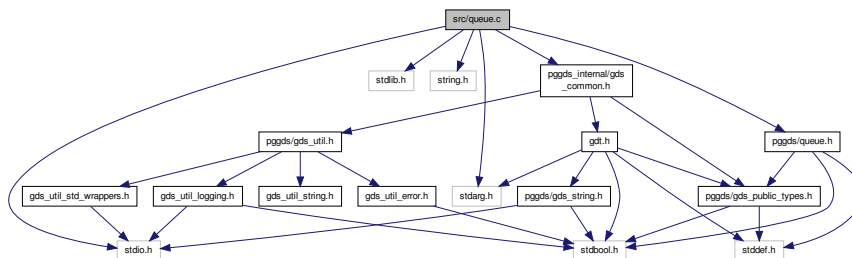 src/queue.c
stdlib.h
string.h
pggds_internal/gds
_common.h
pggds/gds_util.h
gdt.h
pggds/queue.h
gds_util_std_wrappers.h
gds_util_logging.h
gds_util_string.h
gds_util_error.h
stdarg.h
pggds/gds_string.h
pggds/gds_public_types.h
stdio.h
stdbool.h
stddef.h